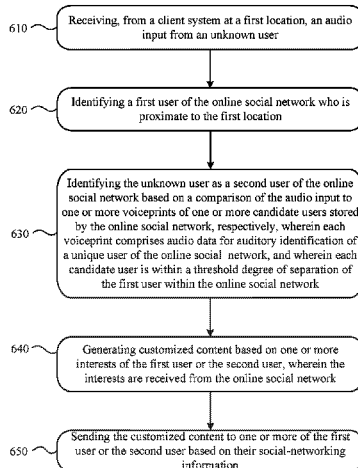 610
Receiving, from a client system at a first location, an audio
input from an unknown user
620
Identifying a first user of the online social network who is
proximate to the first location
630
Identifying the unknown user as a second user of the online
social network based on a comparison of the audio input to
one or more voiceprints of one or more candidate users stored
by the online social network, respectively, wherein each
voiceprint comprises audio data for auditory identification of
a unique user of the online social network, and wherein each
candidate user is within a threshold degree of separation of
the first user within the online social network
640
Generating customized content based on one or more
interests of the first user or the second user, wherein the
interests are received from the online social network
650
Sending the customized content to one or more of the first
user or the second user based on their social-networking
information